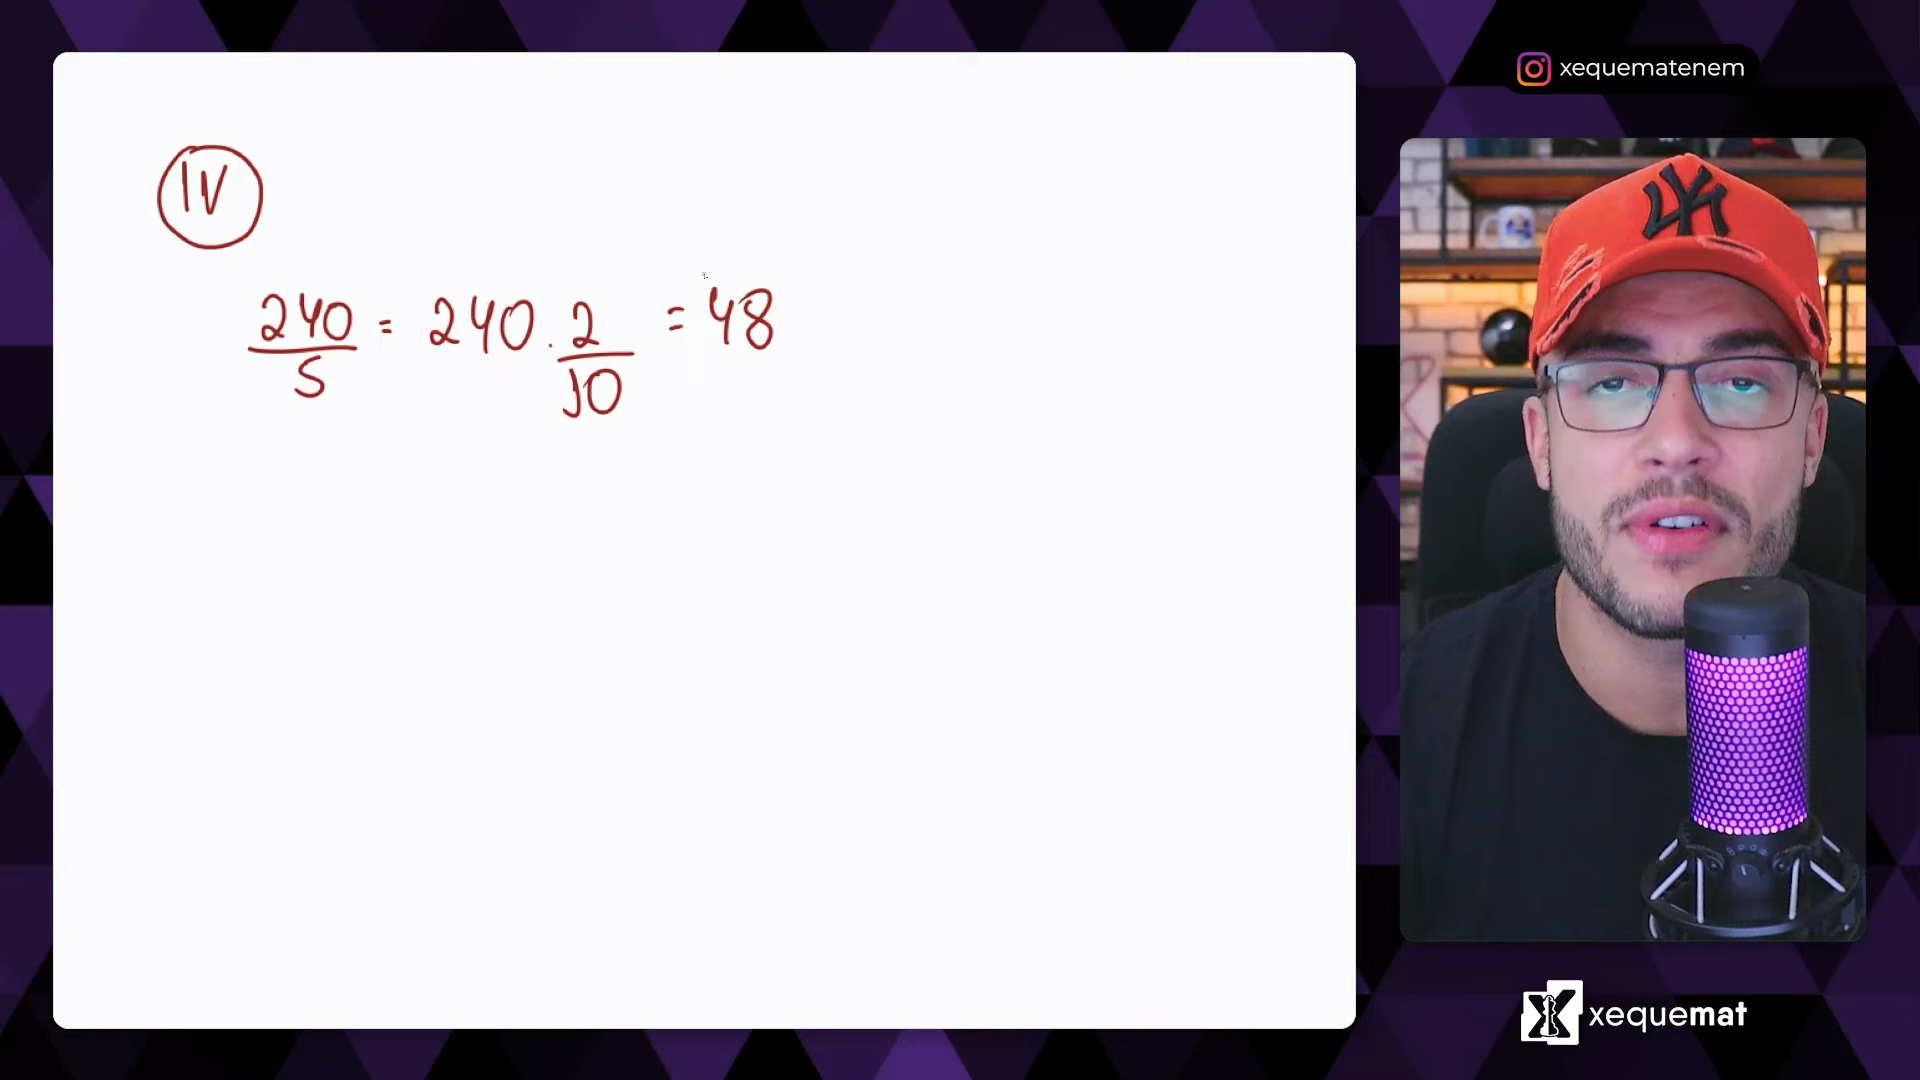 xequematenem
IV
240/5 = 240 . 2/10 = 48
xequemat